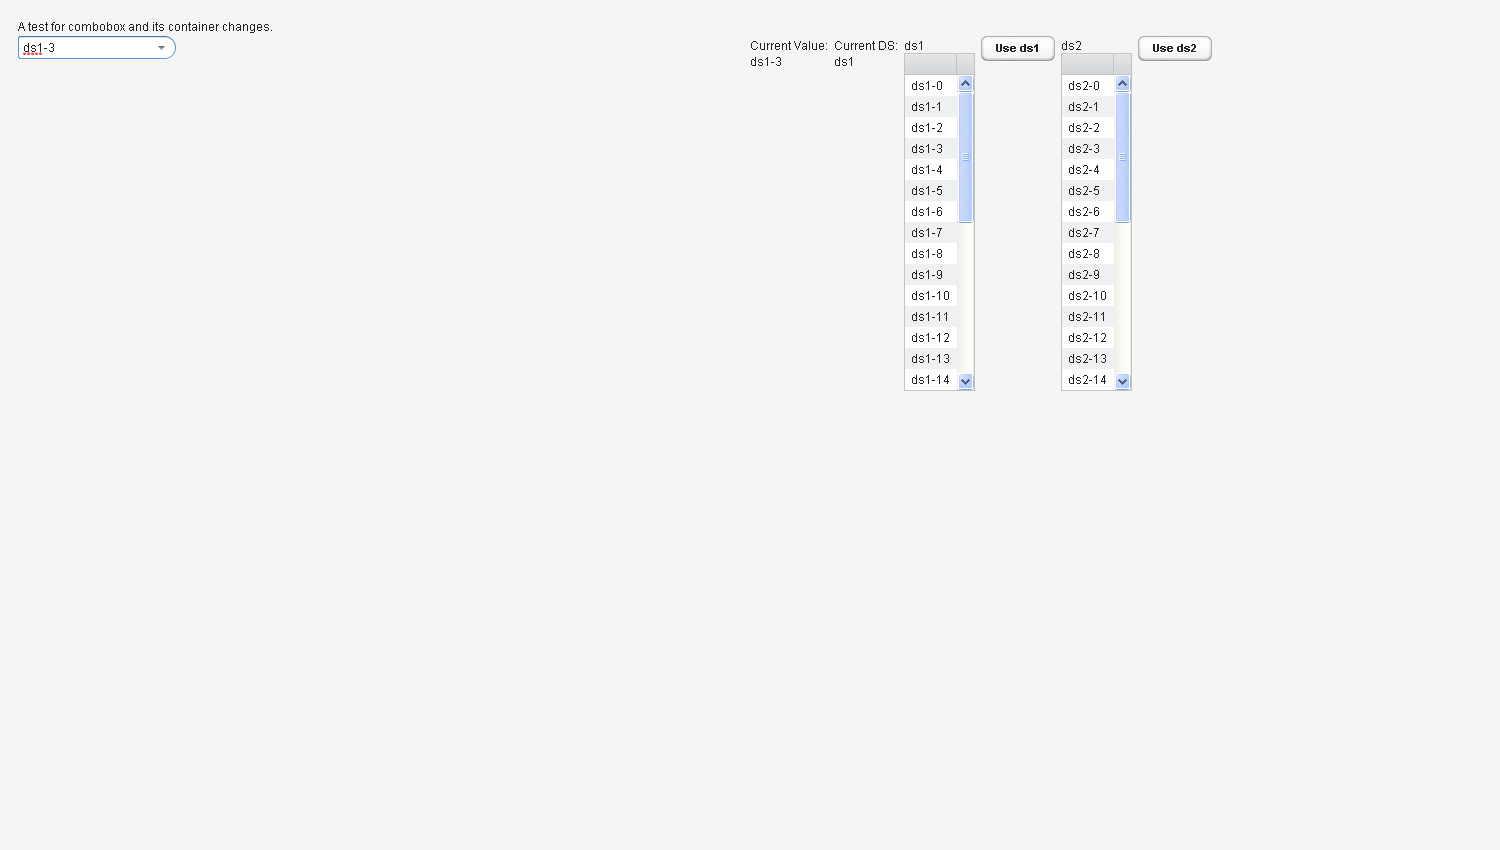 A test for combobox and its container changes.
ds1-3
Current Value:
ds1-3
Current DS:
ds1
ds1
ds1-0
ds1-1
ds1-2
ds1-3
ds1-4
ds1-5
ds1-6
ds1-7
ds1-8
ds1-9
ds1-10
ds1-11
ds1-12
ds1-13
ds1-14
Use ds1
ds2
ds2-0
ds2-1
ds2-2
ds2-3
ds2-4
ds2-5
ds2-6
ds2-7
ds2-8
ds2-9
ds2-10
ds2-11
ds2-12
ds2-13
ds2-14
Use ds2